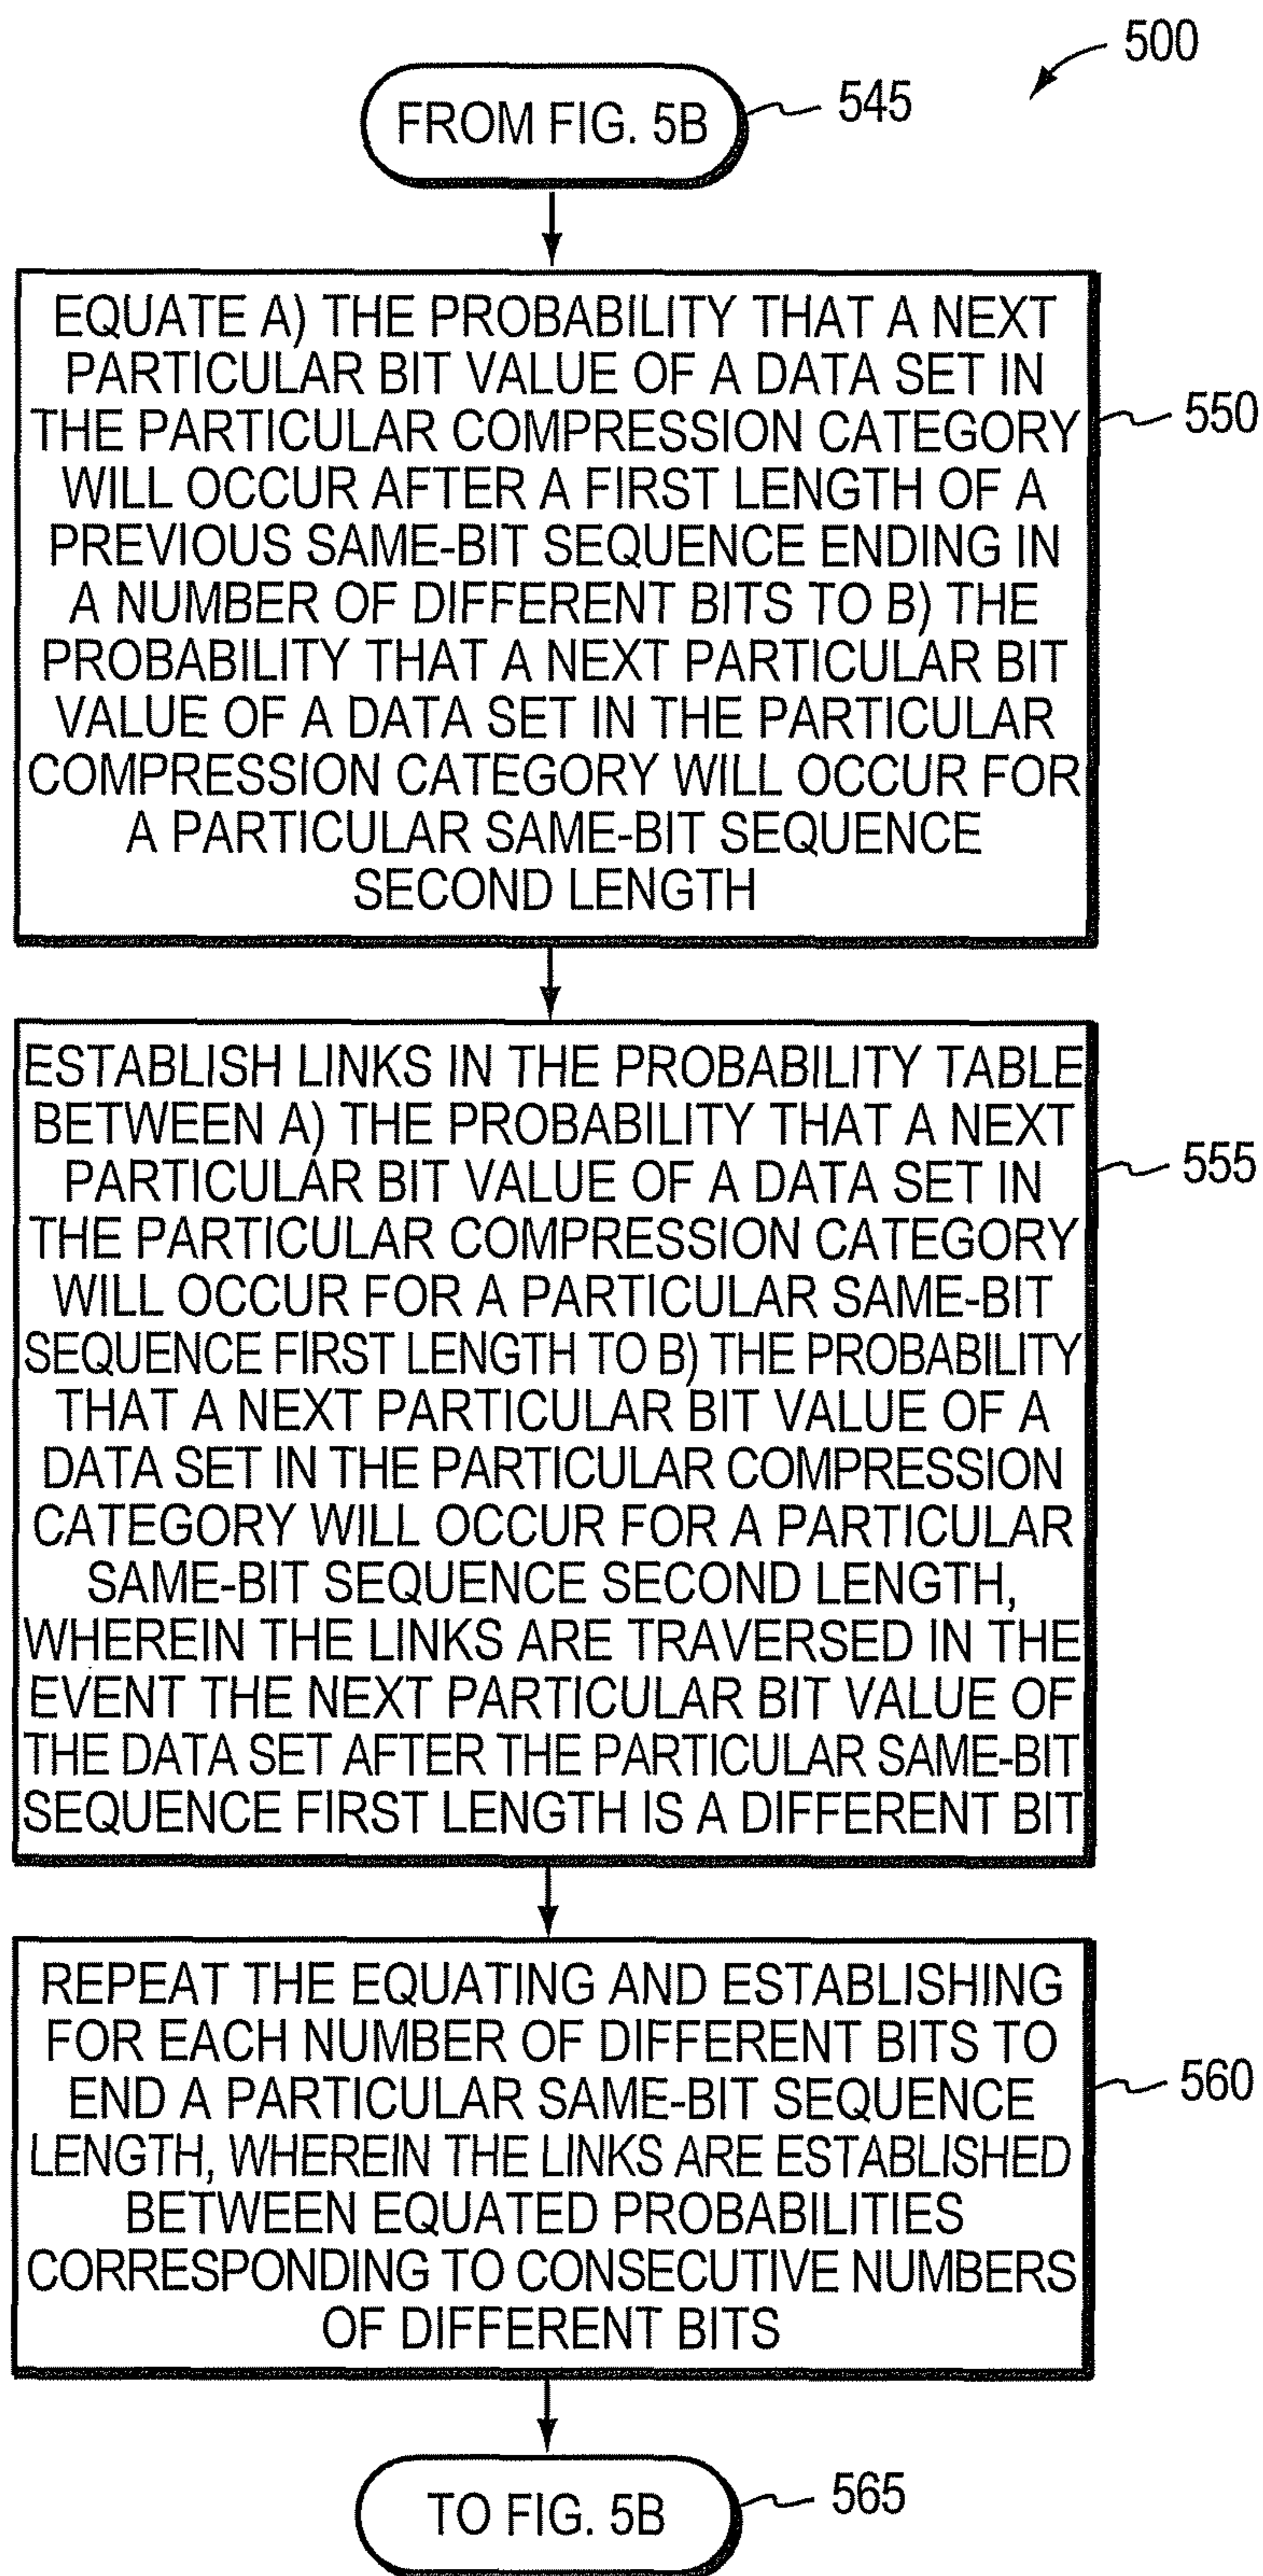 500
FROM FIG. 5B
545
EQUATE A) THE PROBABILITY THAT A NEXT
PARTICULAR BIT VALUE OF A DATA SET IN
THE PARTICULAR COMPRESSION CATEGORY
WILL OCCUR AFTER A FIRST LENGTH OF A
PREVIOUS SAME-BIT SEQUENCE ENDING IN
A NUMBER OF DIFFERENT BITS TO B) THE
PROBABILITY THAT A NEXT PARTICULAR BIT
VALUE OF A DATA SET IN THE PARTICULAR
COMPRESSION CATEGORY WILL OCCUR FOR
A PARTICULAR SAME-BIT SEQUENCE
SECOND LENGTH
550
ESTABLISH LINKS IN THE PROBABILITY TABLE
BETWEEN A) THE PROBABILITY THAT A NEXT
PARTICULAR BIT VALUE OF A DATA SET IN
THE PARTICULAR COMPRESSION CATEGORY
WILL OCCUR FOR A PARTICULAR SAME-BIT
SEQUENCE FIRST LENGTH TO B) THE PROBABILITY
THAT A NEXT PARTICULAR BIT VALUE OF A
DATA SET IN THE PARTICULAR COMPRESSION
CATEGORY WILL OCCUR FOR A PARTICULAR
SAME-BIT SEQUENCE SECOND LENGTH,
WHEREIN THE LINKS ARE TRAVERSED IN THE
EVENT THE NEXT PARTICULAR BIT VALUE OF
THE DATA SET AFTER THE PARTICULAR SAME-BIT
SEQUENCE FIRST LENGTH IS A DIFFERENT BIT
555
REPEAT THE EQUATING AND ESTABLISHING
FOR EACH NUMBER OF DIFFERENT BITS TO
END A PARTICULAR SAME-BIT SEQUENCE
LENGTH, WHEREIN THE LINKS ARE ESTABLISHED
BETWEEN EQUATED PROBABILITIES
CORRESPONDING TO CONSECUTIVE NUMBERS
OF DIFFERENT BITS
560
TO FIG. 5B
565